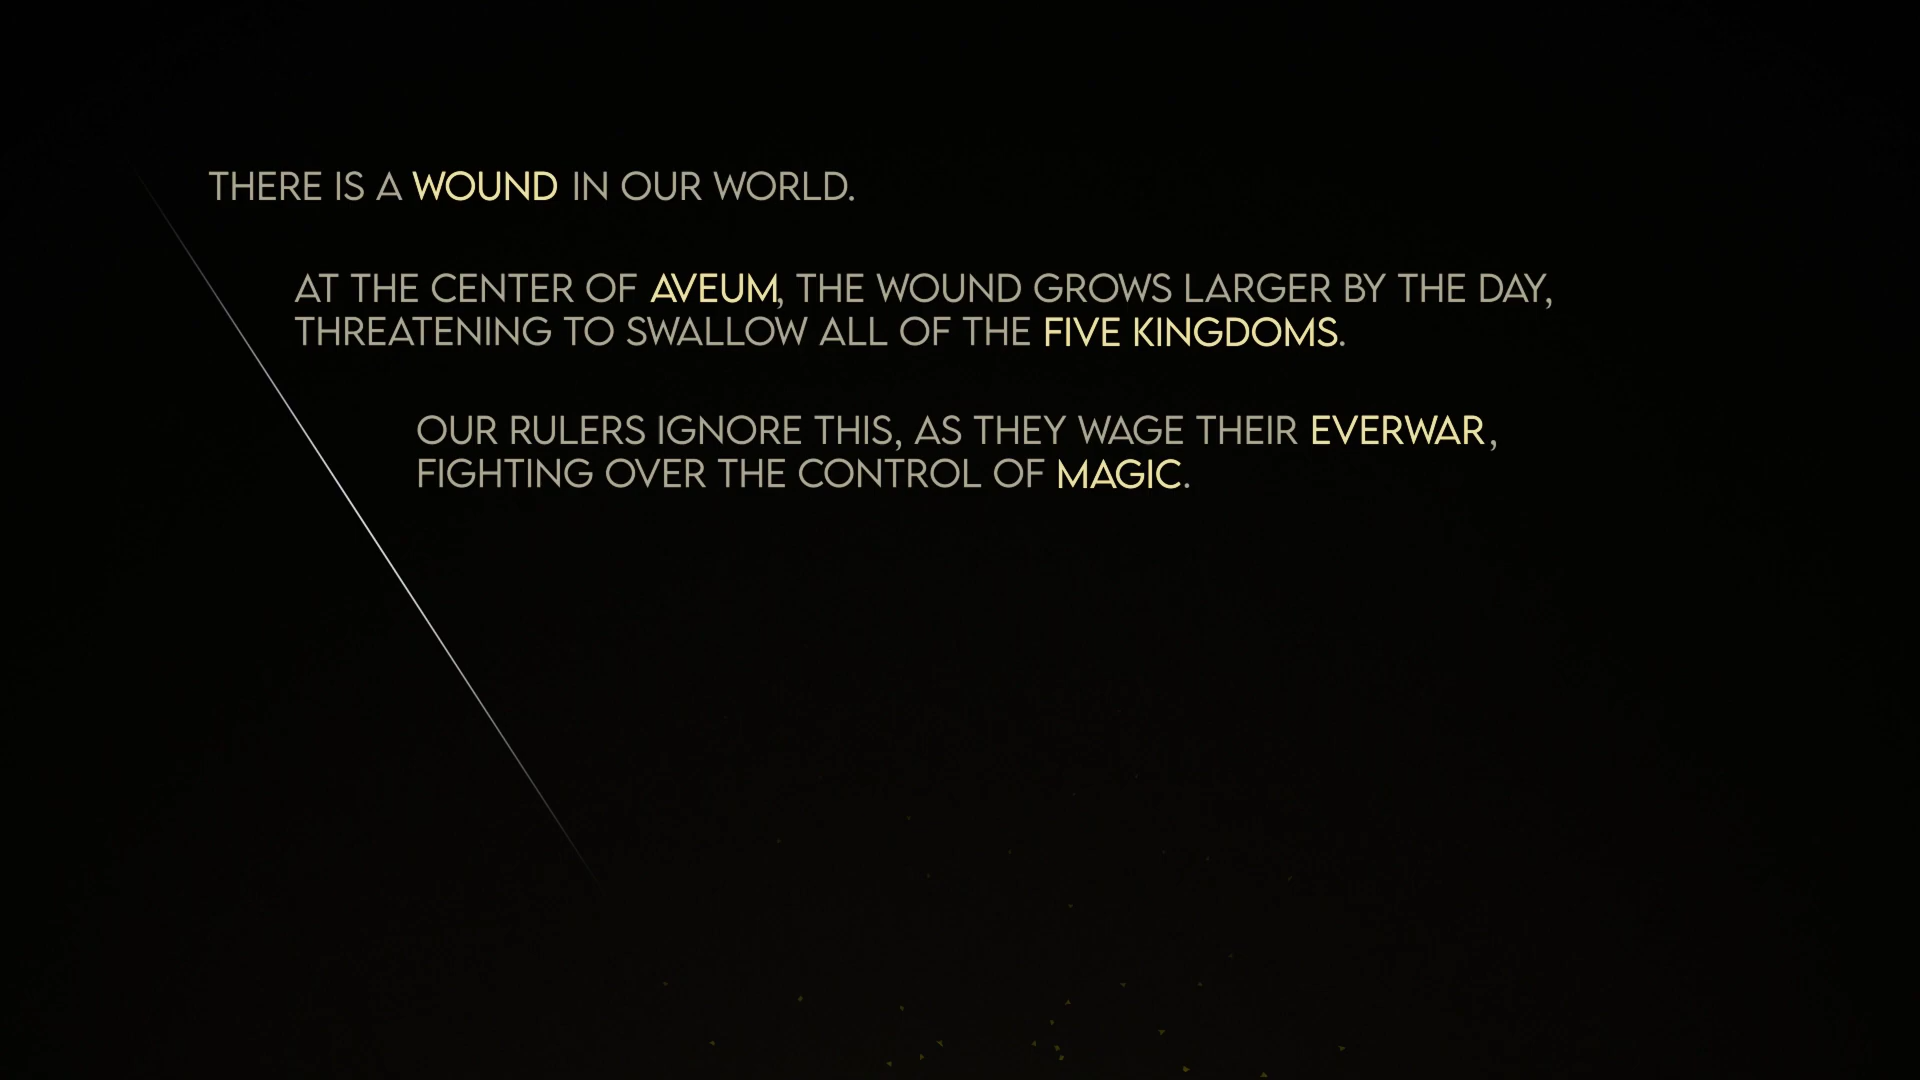 THERE IS A WOUND IN OUR WORLD.
AT THE CENTER OF AVEUM, THE WOUND GROWS LARGER BY THE DAY,
THREATENING TO SWALLOW ALL OF THE FIVE KINGDOMS.
OUR RULERS IGNORE THIS, AS THEY WAGE THEIR EVERWAR,
FIGHTING OVER THE CONTROL OF MAGIC.